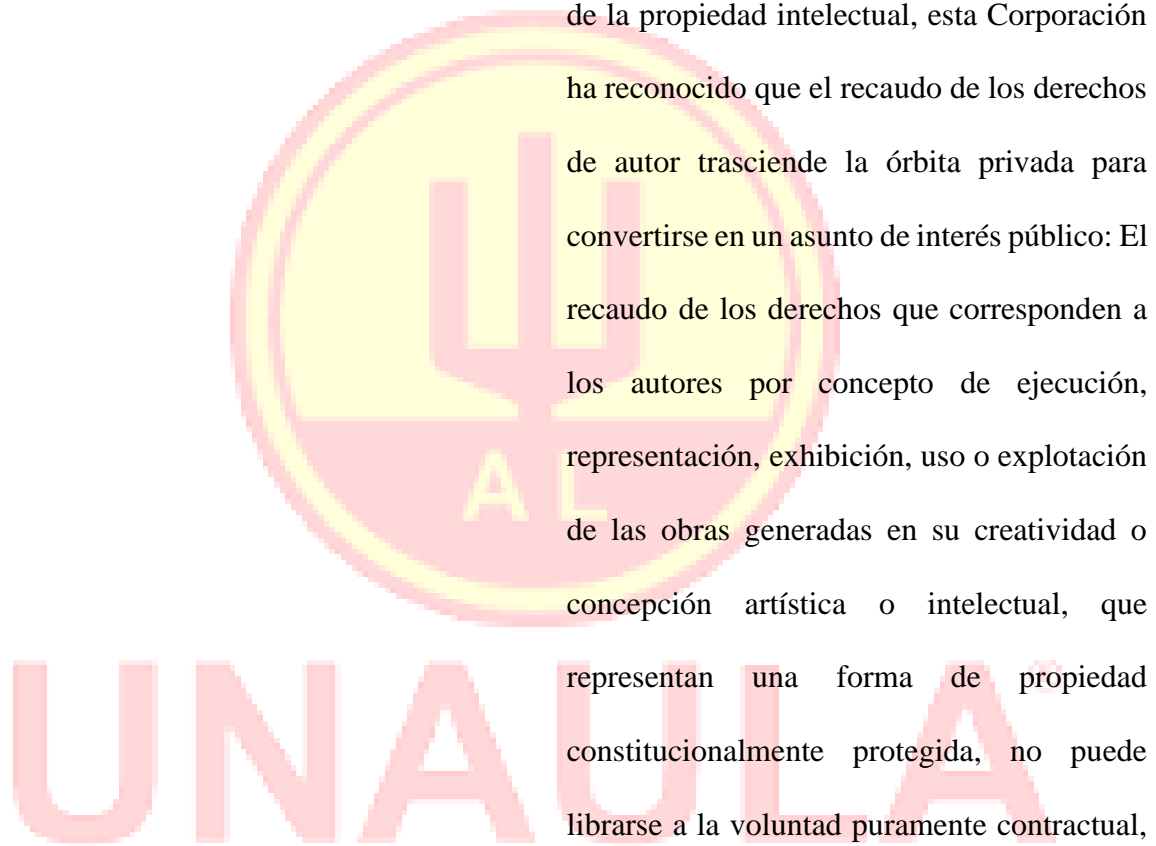 de la propiedad intelectual, esta Corporación
ha reconocido que el recaudo de los derechos
de autor trasciende la órbita privada para
convertirse en un asunto de interés público: El
recaudo de los derechos que corresponden a
los autores por concepto de ejecución,
representación, exhibición, uso o explotación
de las obras generadas en su creatividad o
concepción artística o intelectual, que
representan una forma de propiedad
constitucionalmente protegida, no puede
librarse a la voluntad puramente contractual,
A L
UNAULA